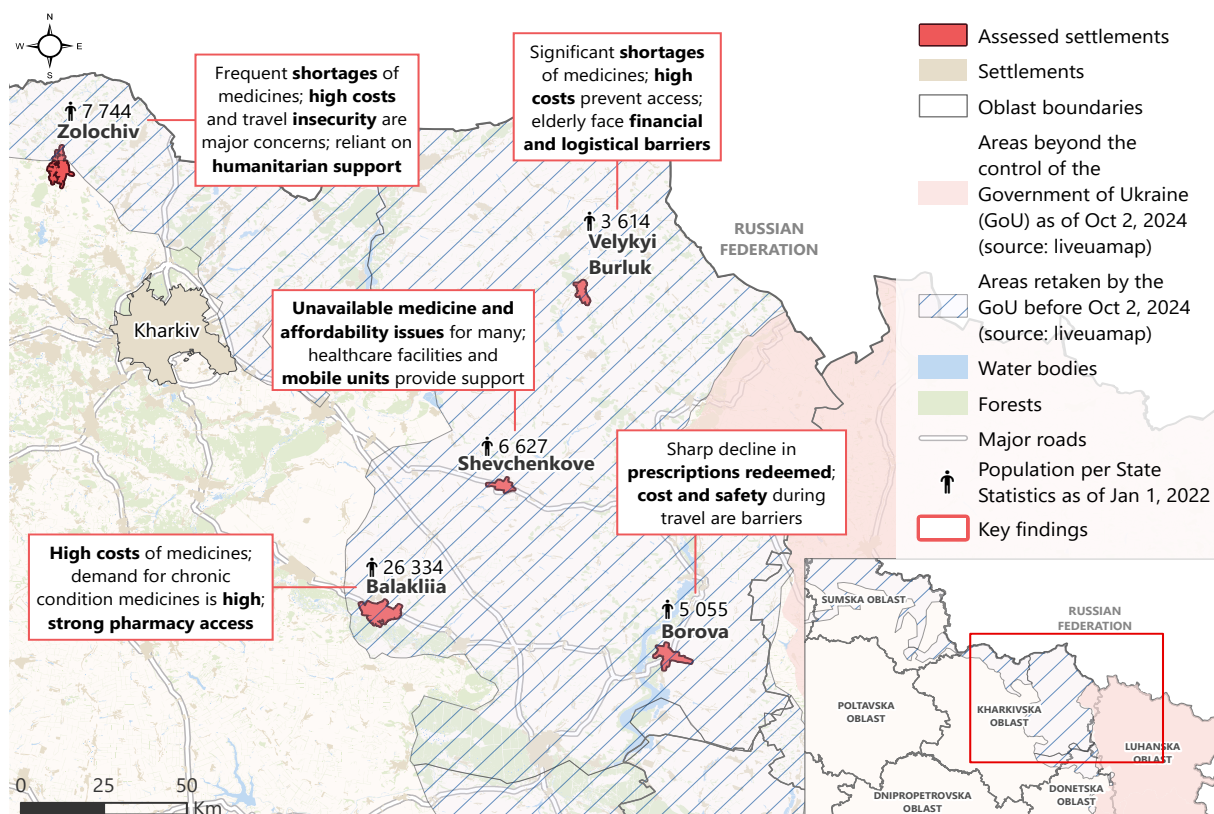 N
W
E
S
7 744
Zolochiv
Frequent shortages of
medicines; high costs
and travel insecurity are
major concerns; reliant on
humanitarian support
Significant shortages
of medicines; high
costs prevent access;
elderly face financial
and logistical barriers
3 614
Velykyi
Burluk
RUSSIAN
FEDERATION
Kharkiv
Unavailable medicine and
affordability issues for many;
healthcare facilities and
mobile units provide support
6 627
Shevchenkove
Sharp decline in
prescriptions redeemed;
cost and safety during
travel are barriers
High costs of medicines;
demand for chronic
condition medicines is high;
strong pharmacy access
26 334
Balakliia
5 055
Borova
0
25
50
Km
Assessed settlements
Settlements
Oblast boundaries
Areas beyond the
control of the
Government of Ukraine
(GoU) as of Oct 2, 2024
(source: liveuamap)
Areas retaken by the
GoU before Oct 2, 2024
(source: liveuamap)
Water bodies
Forests
Major roads
Population per State
Statistics as of Jan 1, 2022
Key findings
SUMSKA OBLAST
RUSSIAN
FEDERATION
POLTAVSKA
OBLAST
KHARKIVSKA
OBLAST
LUHANSKA
OBLAST
DNIPROPETROVSKA
OBLAST
DONETSKA
OBLAST